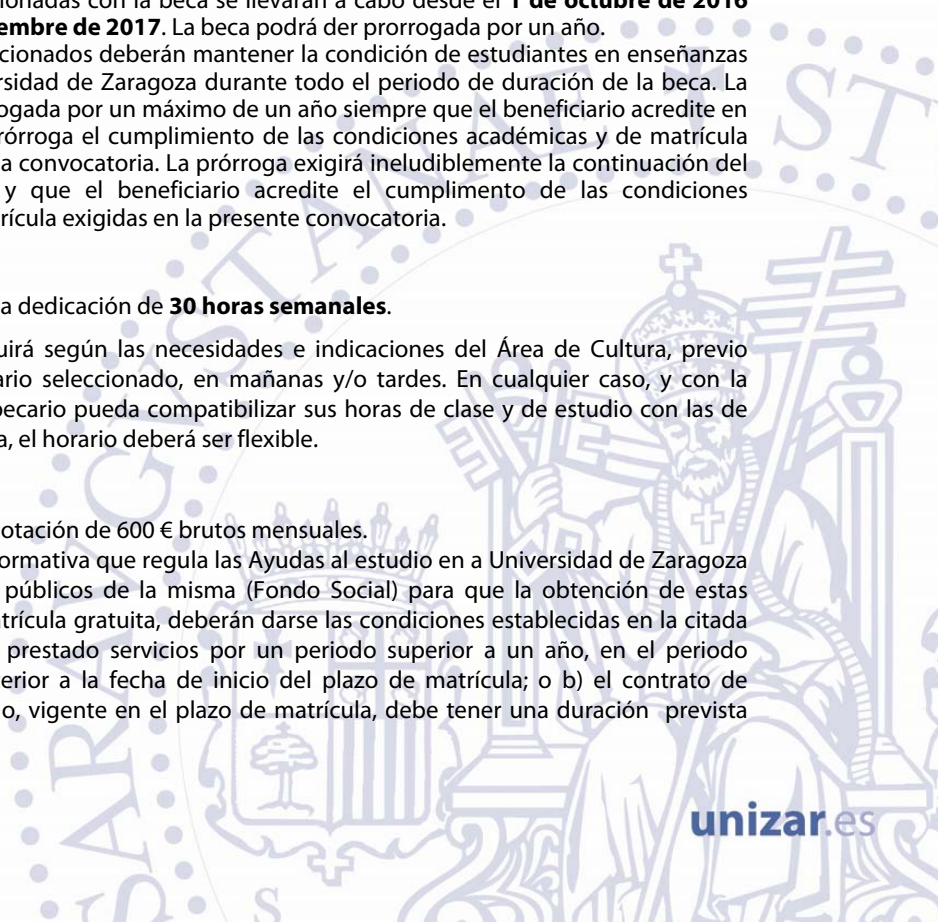 ionadas con la beca se llevarán a cabo desde el 1 de octubre de 2016
embre de 2017. La beca podrá der prorrogada por un año.
cionados deberán mantener la condición de estudiantes en enseñanzas
rsidad de Zaragoza durante todo el periodo de duración de la beca. La
ogada por un máximo de un año siempre que el beneficiario acredite en
rórroga el cumplimiento de las condiciones académicas y de matrícula
a convocatoria. La prórroga exigirá ineludiblemente la continuación del
y que el beneficiario acredite el cumplimento de las condiciones
rícula exigidas en la presente convocatoria.
a dedicación de 30 horas semanales.
uirá según las necesidades e indicaciones del Área de Cultura, previo
ario seleccionado, en mañanas y/o tardes. En cualquier caso, y con la
becario pueda compatibilizar sus horas de clase y de estudio con las de
a, el horario deberá ser flexible.
otación de 600 € brutos mensuales.
ormativa que regula las Ayudas al estudio en a Universidad de Zaragoza
públicos de la misma (Fondo Social) para que la obtención de estas
trícula gratuita, deberán darse las condiciones establecidas en la citada
prestado servicios por un periodo superior a un año, en el periodo
erior a la fecha de inicio del plazo de matrícula; o b) el contrato de
o, vigente en el plazo de matrícula, debe tener una duración prevista
unizar.es